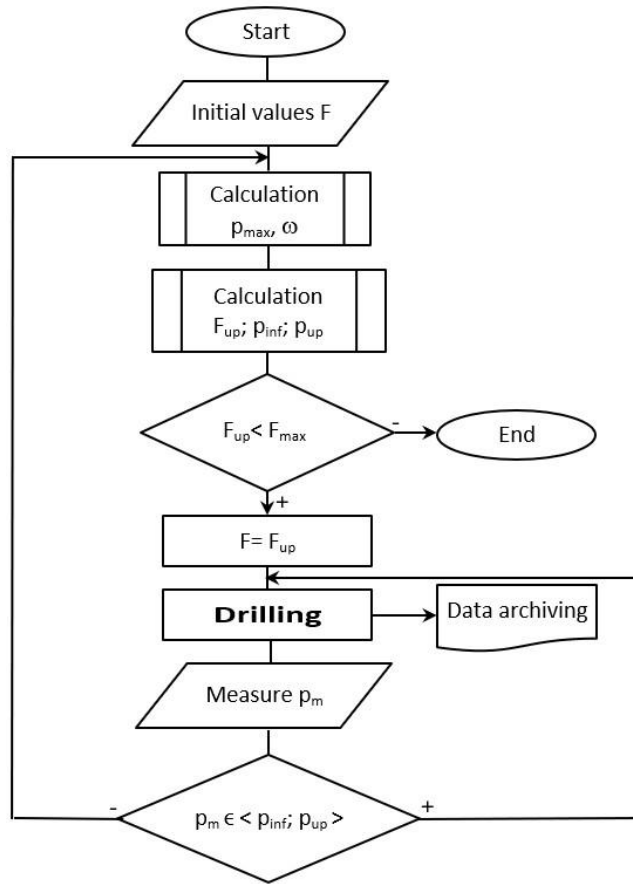 Start
Initial values F
Calculation
pmax, ω
Calculation
Fup; pinf; pup
Fup< Fmax
-
End
+
F= Fup
Drilling
Data archiving
Measure pm
-
pm ϵ < pinf; pup >
+